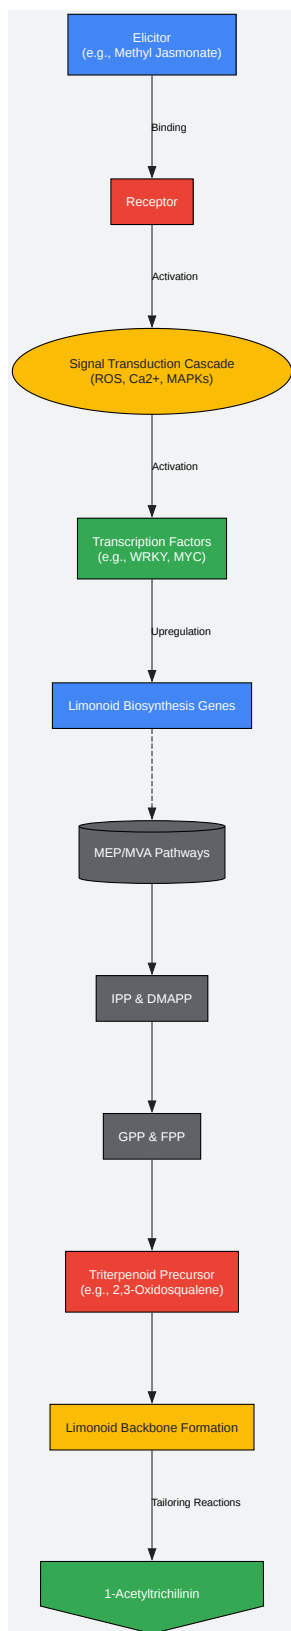 Elicitor
(e.g., Methyl Jasmonate)
Binding
Receptor
Activation
Signal Transduction Cascade
(ROS, Ca2+, MAPKs)
Activation
Transcription Factors
(e.g., WRKY, MYC)
Upregulation
Limonoid Biosynthesis Genes
MEP/MVA Pathways
IPP & DMAPP
GPP & FPP
Triterpenoid Precursor
(e.g., 2,3-Oxidosqualene)
Limonoid Backbone Formation
Tailoring Reactions
1-Acetyltrichilinin